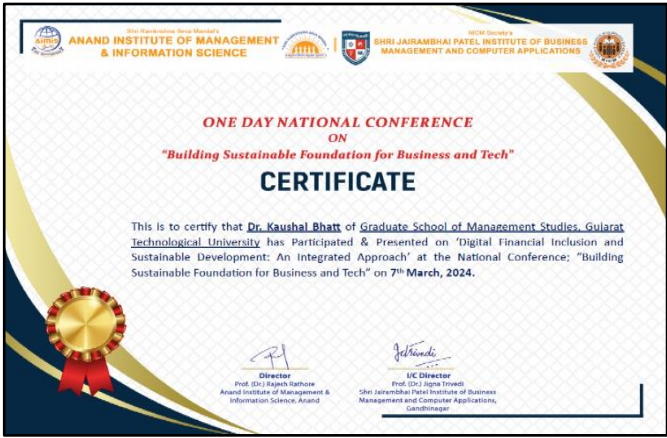 AIMIS
Shri Ramkrishna Seva Mandal's
ANAND INSTITUTE OF MANAGEMENT
& INFORMATION SCIENCE
NICM Society's
SHRI JAIRAMBHAI PATEL INSTITUTE OF BUSINESS
MANAGEMENT AND COMPUTER APPLICATIONS
ONE DAY NATIONAL CONFERENCE
ON
"Building Sustainable Foundation for Business and Tech"
CERTIFICATE
This is to certify that Dr. Kaushal Bhatt of Graduate School of Management Studies, Gujarat
Technological University has Participated & Presented on ‘Digital Financial Inclusion and
Sustainable Development: An Integrated Approach’ at the National Conference; "Building
Sustainable Foundation for Business and Tech" on 7th March, 2024.
Director
Prof. (Dr.) Rajesh Rathore
Anand Institute of Management &
Information Science, Anand
JcTrivedi
I/C Director
Prof. (Dr.) Jigna Trivedi
Shri Jairambhai Patel Institute of Business
Management and Computer Applications,
Gandhinagar